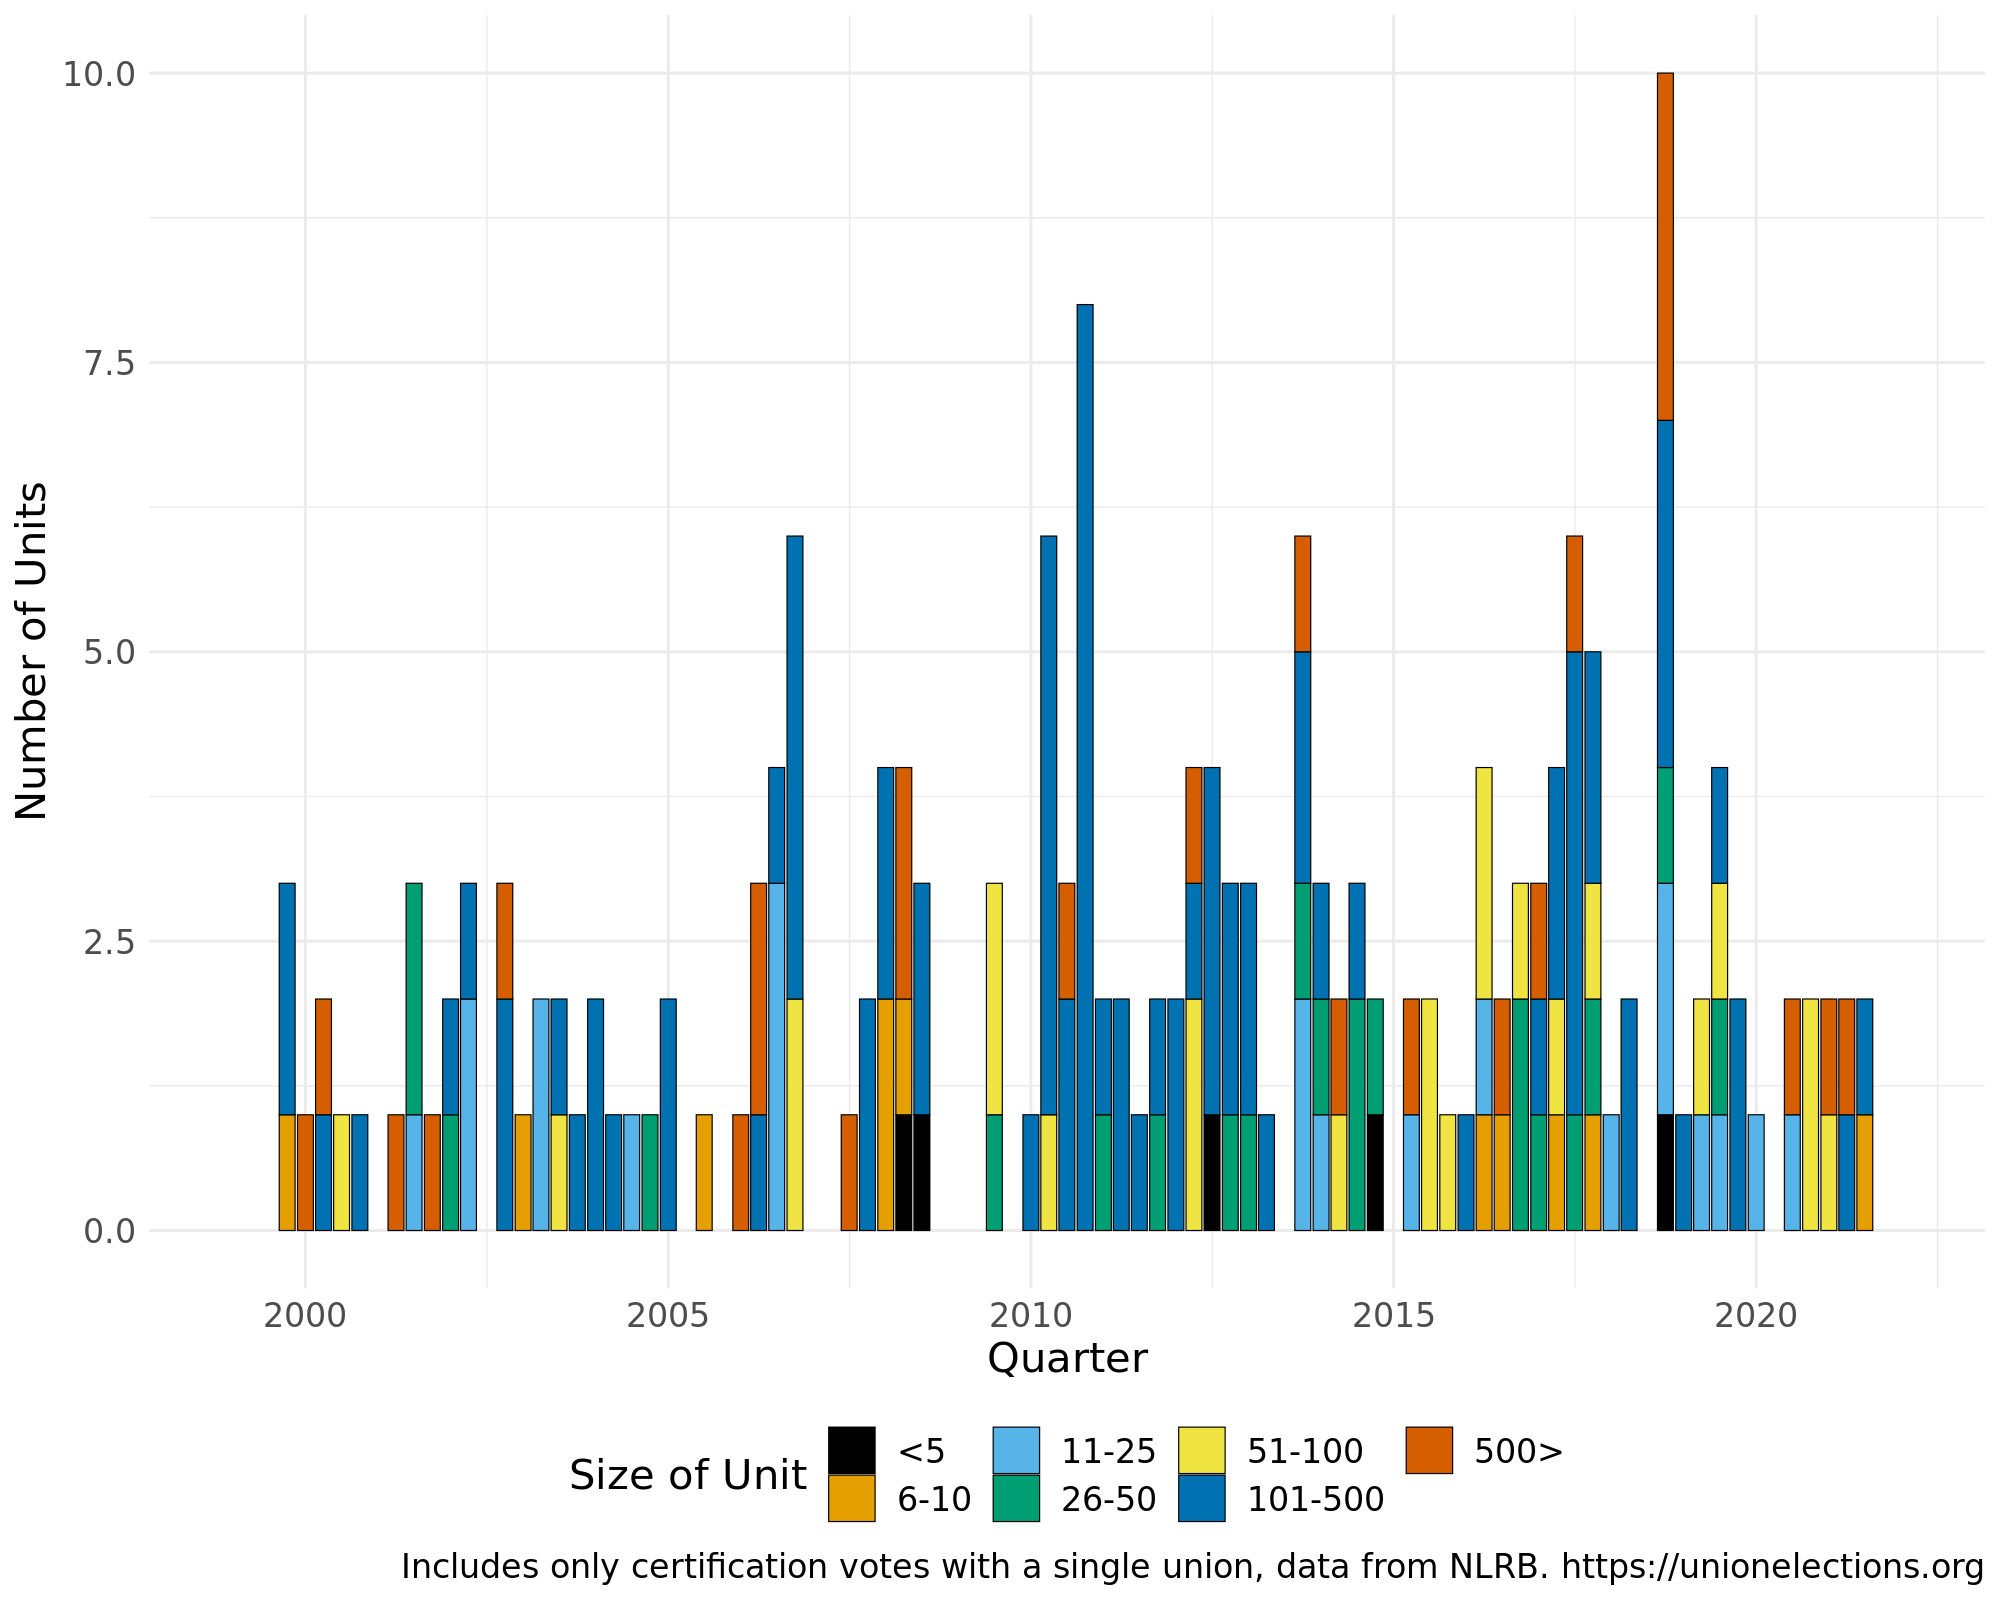 10.0
7.5
5.0
2.5
0.0
Number of Units
2000 2005 2010 2015 2020
Quarter
Size of Unit
<5 11-25 51-100 500>
6-10 26-50 101-500
Includes only certification votes with a single union, data from NLRB. https://unionelections.org